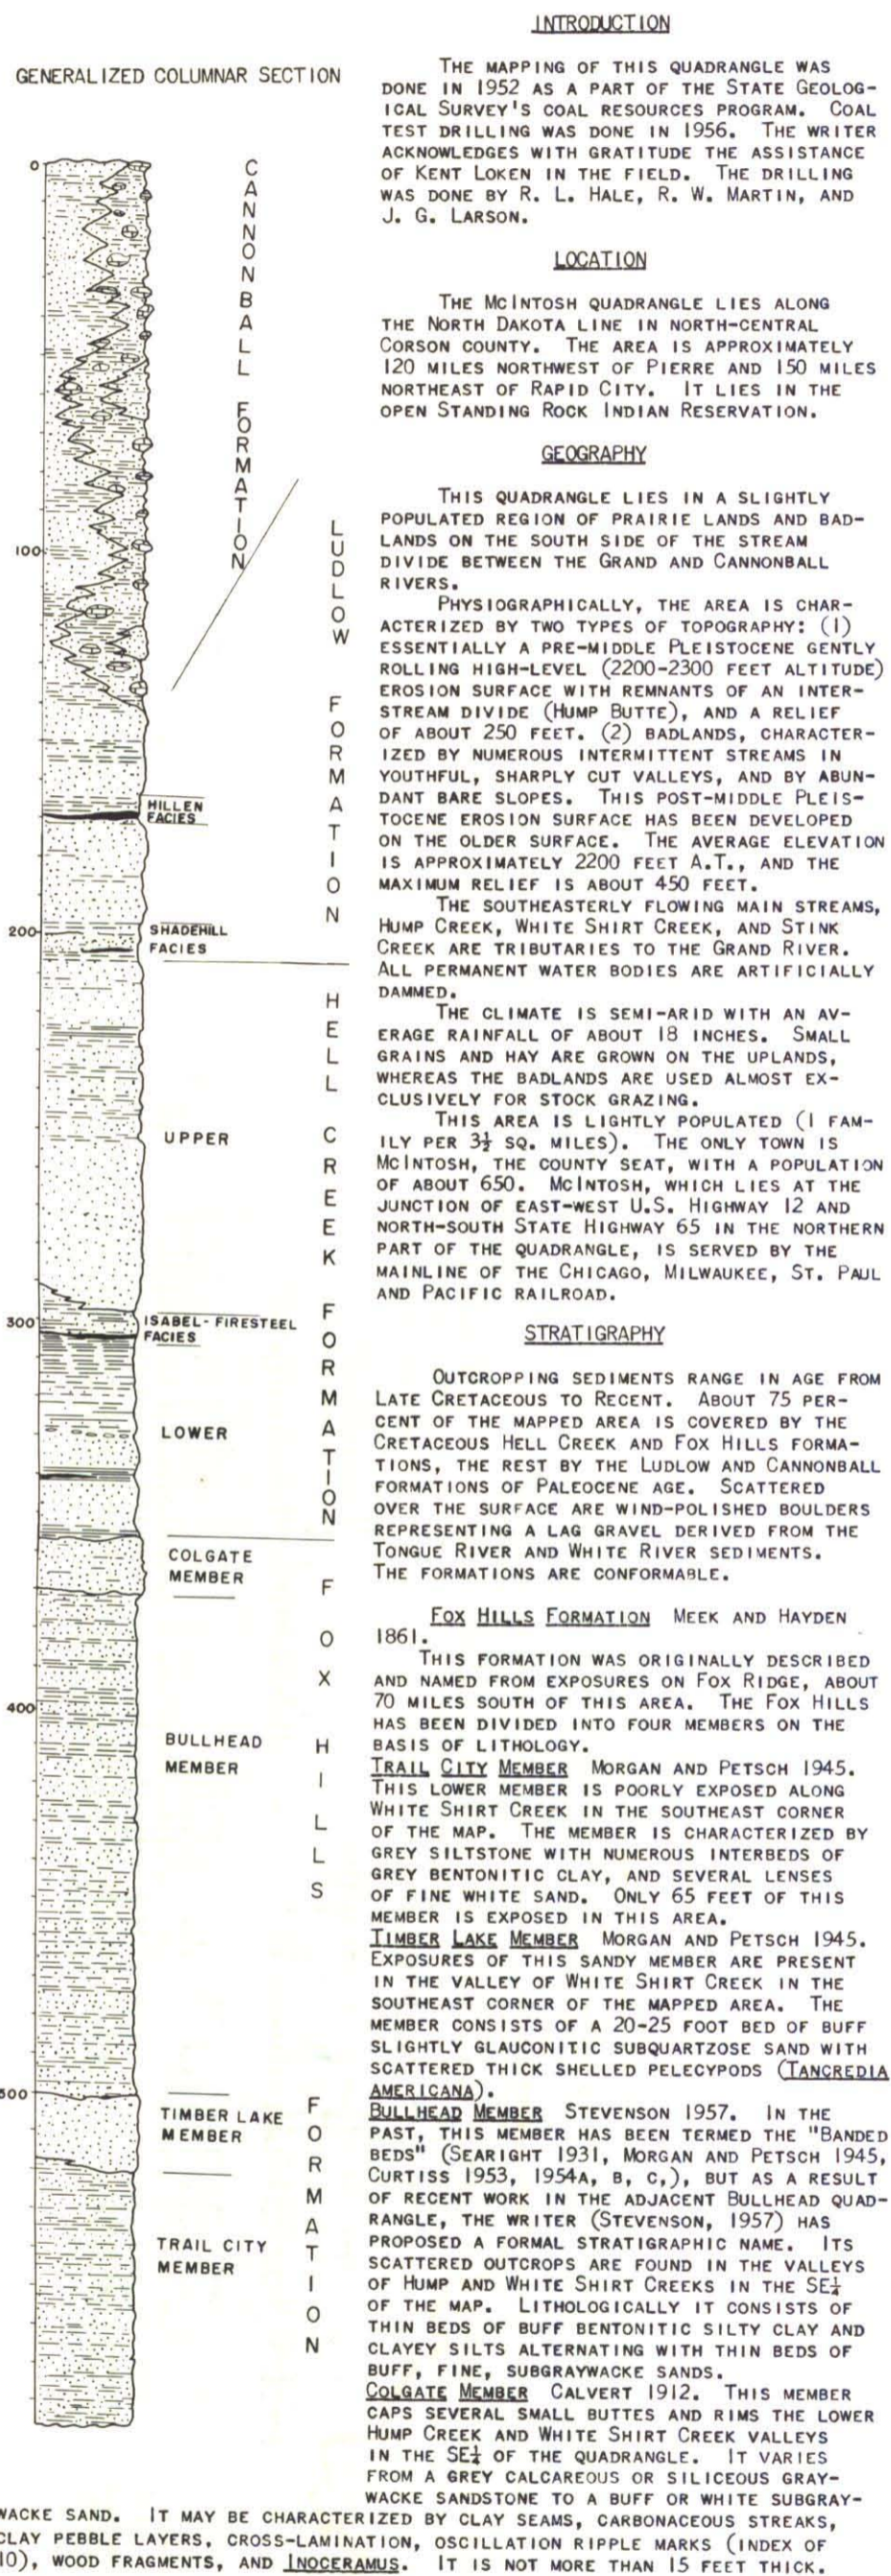 GENERALIZED COLUMNAR SECTION
0
100
200
300
400
500
CANNONBALL FORMATION
LUDLOW FORMATION
HILLEN
FACIES
SHADEHILL
FACIES
HELL CREEK FORMATION
UPPER
ISABEL-FIRESTEEL
FACIES
LOWER
COLGATE
MEMBER
FOX HILLS FORMATION
BULLHEAD
MEMBER
TIMBER LAKE
MEMBER
TRAIL CITY
MEMBER
INTRODUCTION
THE MAPPING OF THIS QUADRANGLE WAS
DONE IN 1952 AS A PART OF THE STATE GEOLOG-
ICAL SURVEY'S COAL RESOURCES PROGRAM. COAL
TEST DRILLING WAS DONE IN 1956. THE WRITER
ACKNOWLEDGES WITH GRATITUDE THE ASSISTANCE
OF KENT LOKEN IN THE FIELD. THE DRILLING
WAS DONE BY R. L. HALE, R. W. MARTIN, AND
J. G. LARSON.
LOCATION
THE MCINTOSH QUADRANGLE LIES ALONG
THE NORTH DAKOTA LINE IN NORTH-CENTRAL
CORSON COUNTY. THE AREA IS APPROXIMATELY
120 MILES NORTHWEST OF PIERRE AND 150 MILES
NORTHEAST OF RAPID CITY. IT LIES IN THE
OPEN STANDING ROCK INDIAN RESERVATION.
GEOGRAPHY
THIS QUADRANGLE LIES IN A SLIGHTLY
POPULATED REGION OF PRAIRIE LANDS AND BAD-
LANDS ON THE SOUTH SIDE OF THE STREAM
DIVIDE BETWEEN THE GRAND AND CANNONBALL
RIVERS.
PHYSIOGRAPHICALLY, THE AREA IS CHAR-
ACTERIZED BY TWO TYPES OF TOPOGRAPHY: (1)
ESSENTIALLY A PRE-MIDDLE PLEISTOCENE GENTLY
ROLLING HIGH-LEVEL (2200-2300 FEET ALTITUDE)
EROSION SURFACE WITH REMNANTS OF AN INTER-
STREAM DIVIDE (HUMP BUTTE), AND A RELIEF
OF ABOUT 250 FEET. (2) BADLANDS, CHARACTER-
IZED BY NUMEROUS INTERMITTENT STREAMS IN
YOUTHFUL, SHARPLY CUT VALLEYS, AND BY ABUN-
DANT BARE SLOPES. THIS POST-MIDDLE PLEIS-
TOCENE EROSION SURFACE HAS BEEN DEVELOPED
ON THE OLDER SURFACE. THE AVERAGE ELEVATION
IS APPROXIMATELY 2200 FEET A.T., AND THE
MAXIMUM RELIEF IS ABOUT 450 FEET.
THE SOUTHEASTERLY FLOWING MAIN STREAMS,
HUMP CREEK, WHITE SHIRT CREEK, AND STINK
CREEK ARE TRIBUTARIES TO THE GRAND RIVER.
ALL PERMANENT WATER BODIES ARE ARTIFICIALLY
DAMMED.
THE CLIMATE IS SEMI-ARID WITH AN AV-
ERAGE RAINFALL OF ABOUT 18 INCHES. SMALL
GRAINS AND HAY ARE GROWN ON THE UPLANDS,
WHEREAS THE BADLANDS ARE USED ALMOST EX-
CLUSIVELY FOR STOCK GRAZING.
THIS AREA IS LIGHTLY POPULATED (1 FAM-
ILY PER 3½ SQ. MILES). THE ONLY TOWN IS
MCINTOSH, THE COUNTY SEAT, WITH A POPULATION
OF ABOUT 650. MCINTOSH, WHICH LIES AT THE
JUNCTION OF EAST-WEST U.S. HIGHWAY 12 AND
NORTH-SOUTH STATE HIGHWAY 65 IN THE NORTHERN
PART OF THE QUADRANGLE, IS SERVED BY THE
MAINLINE OF THE CHICAGO, MILWAUKEE, ST. PAUL
AND PACIFIC RAILROAD.
STRATIGRAPHY
OUTCROPPING SEDIMENTS RANGE IN AGE FROM
LATE CRETACEOUS TO RECENT. ABOUT 75 PER-
CENT OF THE MAPPED AREA IS COVERED BY THE
CRETACEOUS HELL CREEK AND FOX HILLS FORMA-
TIONS, THE REST BY THE LUDLOW AND CANNONBALL
FORMATIONS OF PALEOCENE AGE. SCATTERED
OVER THE SURFACE ARE WIND-POLISHED BOULDERS
REPRESENTING A LAG GRAVEL DERIVED FROM THE
TONGUE RIVER AND WHITE RIVER SEDIMENTS.
THE FORMATIONS ARE CONFORMABLE.
FOX HILLS FORMATION MEEK AND HAYDEN
1861.
THIS FORMATION WAS ORIGINALLY DESCRIBED
AND NAMED FROM EXPOSURES ON FOX RIDGE, ABOUT
70 MILES SOUTH OF THIS AREA. THE FOX HILLS
HAS BEEN DIVIDED INTO FOUR MEMBERS ON THE
BASIS OF LITHOLOGY.
TRAIL CITY MEMBER MORGAN AND PETSCH 1945.
THIS LOWER MEMBER IS POORLY EXPOSED ALONG
WHITE SHIRT CREEK IN THE SOUTHEAST CORNER
OF THE MAP. THE MEMBER IS CHARACTERIZED BY
GREY SILTSTONE WITH NUMEROUS INTERBEDS OF
GREY BENTONITIC CLAY, AND SEVERAL LENSES
OF FINE WHITE SAND. ONLY 65 FEET OF THIS
MEMBER IS EXPOSED IN THIS AREA.
TIMBER LAKE MEMBER MORGAN AND PETSCH 1945.
EXPOSURES OF THIS SANDY MEMBER ARE PRESENT
IN THE VALLEY OF WHITE SHIRT CREEK IN THE
SOUTHEAST CORNER OF THE MAPPED AREA. THE
MEMBER CONSISTS OF A 20-25 FOOT BED OF BUFF
SLIGHTLY GLAUCONITIC SUBQUARTZOSE SAND WITH
SCATTERED THICK SHELLED PELECYPODS (TANCREDIA
AMERICANA).
BULLHEAD MEMBER STEVENSON 1957. IN THE
PAST, THIS MEMBER HAS BEEN TERMED THE "BANDED
BEDS" (SEARIGHT 1931, MORGAN AND PETSCH 1945,
CURTISS 1953, 1954A, B, C,), BUT AS A RESULT
OF RECENT WORK IN THE ADJACENT BULLHEAD QUAD-
RANGLE, THE WRITER (STEVENSON, 1957) HAS
PROPOSED A FORMAL STRATIGRAPHIC NAME. ITS
SCATTERED OUTCROPS ARE FOUND IN THE VALLEYS
OF HUMP AND WHITE SHIRT CREEKS IN THE SE¼
OF THE MAP. LITHOLOGICALLY IT CONSISTS OF
THIN BEDS OF BUFF BENTONITIC SILTY CLAY AND
CLAYEY SILTS ALTERNATING WITH THIN BEDS OF
BUFF, FINE, SUBGRAYWACKE SANDS.
COLGATE MEMBER CALVERT 1912. THIS MEMBER
CAPS SEVERAL SMALL BUTTES AND RIMS THE LOWER
HUMP CREEK AND WHITE SHIRT CREEK VALLEYS
IN THE SE¼ OF THE QUADRANGLE. IT VARIES
FROM A GREY CALCAREOUS OR SILICEOUS GRAY-
WACKE SANDSTONE TO A BUFF OR WHITE SUBGRAY-
WACKE SAND. IT MAY BE CHARACTERIZED BY CLAY SEAMS, CARBONACEOUS STREAKS,
CLAY PEBBLE LAYERS, CROSS-LAMINATION, OSCILLATION RIPPLE MARKS (INDEX OF
10), WOOD FRAGMENTS, AND INOCERAMUS. IT IS NOT MORE THAN 15 FEET THICK.